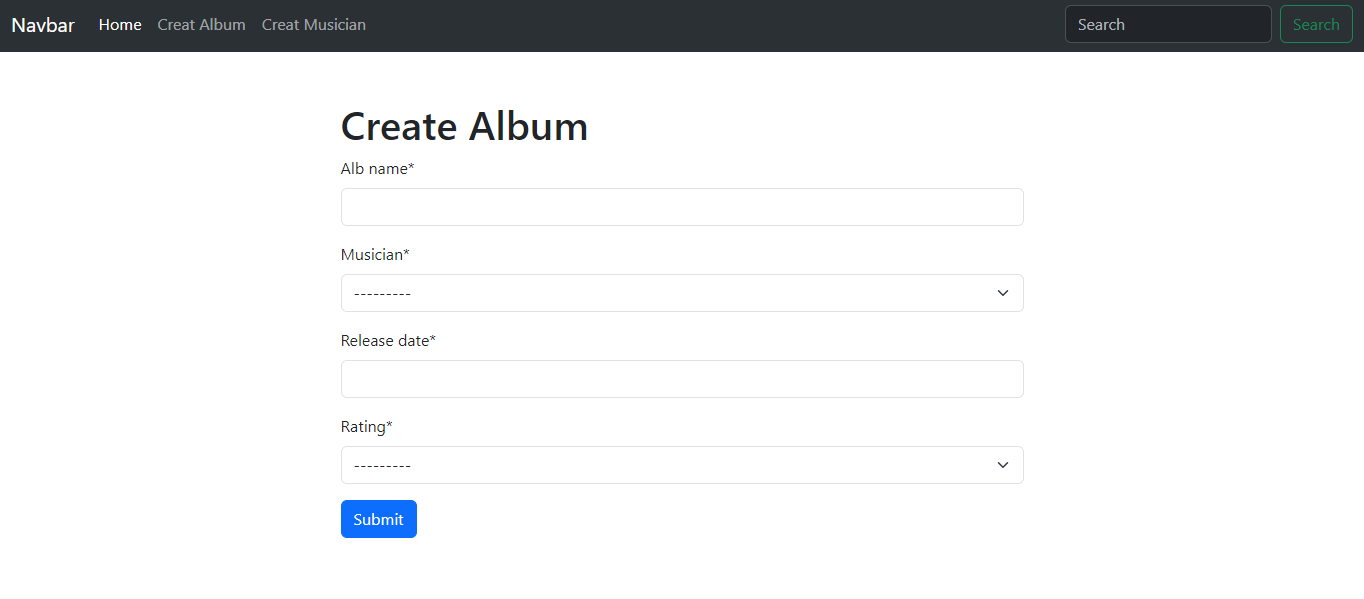 Navbar Home Creat Album Creat Musician Search Search
Create Album
Alb name*
Musician*
---------
Release date*
Rating*
---------
Submit